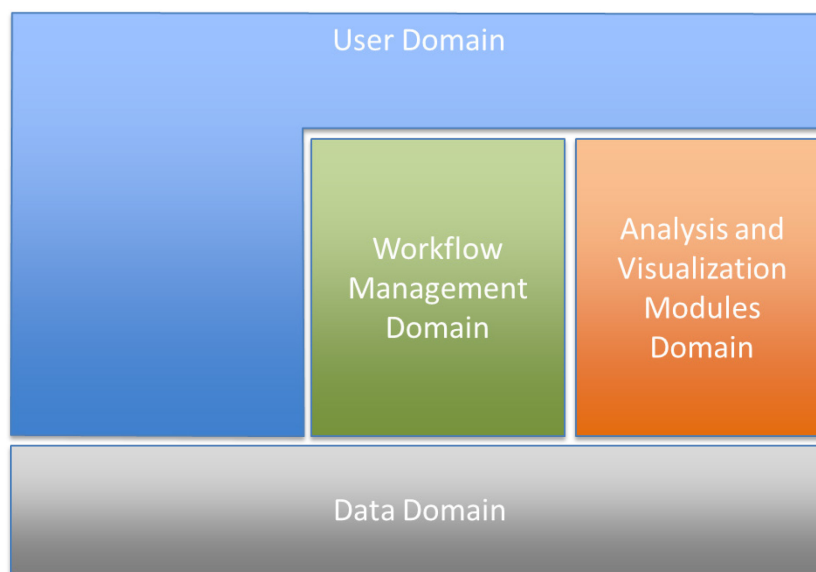 User Domain
Workflow
Management
Domain
Analysis and
Visualization
Modules
Domain
Data Domain